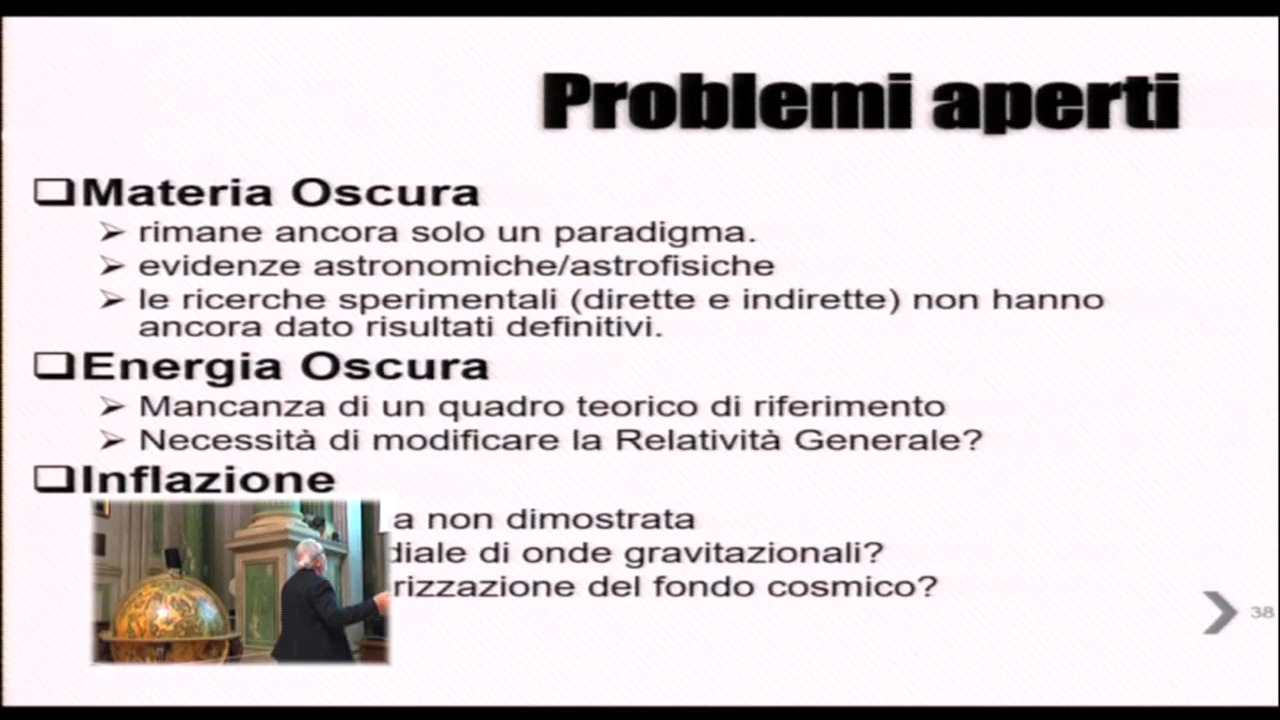 Problemi aperti
Materia Oscura
rimane ancora solo un paradigma.
evidenze astronomiche/astrofisiche
le ricerche sperimentali (dirette e indirette) non hanno
ancora dato risultati definitivi.
Energia Oscura
Mancanza di un quadro teorico di riferimento
Necessità di modificare la Relatività Generale?
Inflazione
a non dimostrata
diale di onde gravitazionali?
rizzazione del fondo cosmico?
38